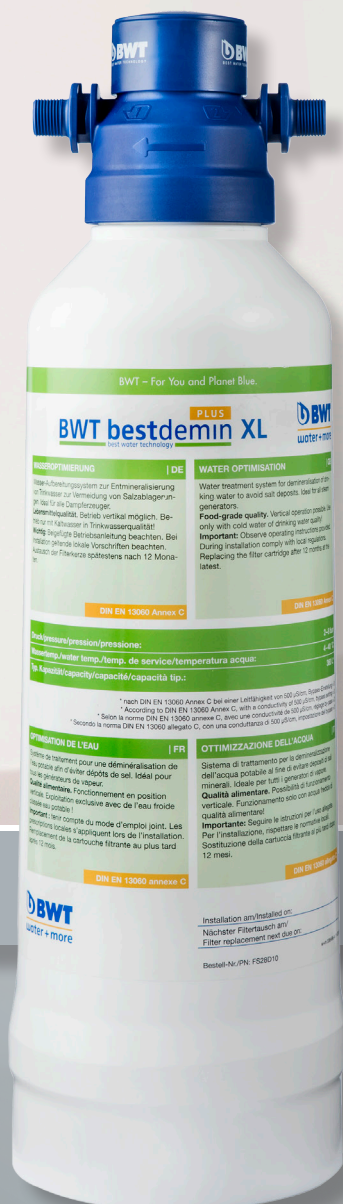 BWT
BWT
BWT – For You and Planet Blue.
PLUS
BWT bestdemin XL
best water technology
BWT
water+more
WASSEROPTIMIERUNG | DE
Wasser-Aufbereitungssystem zur Entmineralisierung
von Trinkwasser zur Vermeidung von Salzablagerun-
gen. Ideal für alle Dampferzeuger.
Lebensmittelqualität. Betrieb vertikal möglich. Be-
trieb nur mit Kaltwasser in Trinkwasserqualität!
Wichtig: Beigefügte Betriebsanleitung beachten. Bei
Installation geltende lokale Vorschriften beachten.
Austausch der Filterkerze spätestens nach 12 Mona-
ten.
DIN EN 13060 Annex C
WATER OPTIMISATION
Water treatment system for demineralisation of drin-
king water to avoid salt deposits. Ideal for all steam
generators.
Food-grade quality. Vertical operation possible. Use
only with cold water of drinking water quality!
Important: Observe operating instructions provided.
During installation comply with local regulations.
Replacing the filter cartridge after 12 months at the
latest.
DIN EN 13060 Annex C
Druck/pressure/pression/pressione:
Wassertemp./water temp./temp. de service/temperatura acqua:
Typ. Kapazität/capacity/capacité/capacità tip.:
* nach DIN EN 13060 Annex C bei einer Leitfähigkeit von 500 µS/cm, Bypass-Einstellung
* According to DIN EN 13060 Annex C, with a conductivity of 500 µS/cm, bypass
* Selon la norme DIN EN 13060 annexe C, avec une conductivité de 500 µS/cm, réglage
* Secondo la norma DIN EN 13060 allegato C, con una conduttanza di 500 µS/cm, impostazione
OPTIMISATION DE L'EAU | FR
Système de traitement pour une déminéralisation de
l'eau potable afin d'éviter dépôts de sel. Idéal pour
tous les générateurs de vapeur.
Qualité alimentaire. Fonctionnement en position
verticale. Exploitation exclusive avec de l'eau froide
classée eau potable !
Important : tenir compte du mode d'emploi joint. Les
prescriptions locales s'appliquent lors de l'installation.
Remplacement de la cartouche filtrante au plus tard
après 12 mois.
DIN EN 13060 annexe C
OTTIMIZZAZIONE DELL'ACQUA
Sistema di trattamento per la demineralizzazione
dell'acqua potabile al fine di evitare depositi di sali
minerali. Ideale per tutti i generatori di vapore.
Qualità alimentare. Possibilità di funzionamento
verticale. Funzionamento solo con acqua fredda di
qualità alimentare!
Importante: Seguire le istruzioni per l'uso allegate.
Per l'installazione, rispettare le normative locali.
Sostituzione della cartuccia filtrante al più tardi dopo
12 mesi.
DIN EN 13060 allegato C
BWT
water+more
Installation am/Installed on:
Nächster Filtertausch am/
Filter replacement next due on:
Bestell-Nr./PN: FS28D10